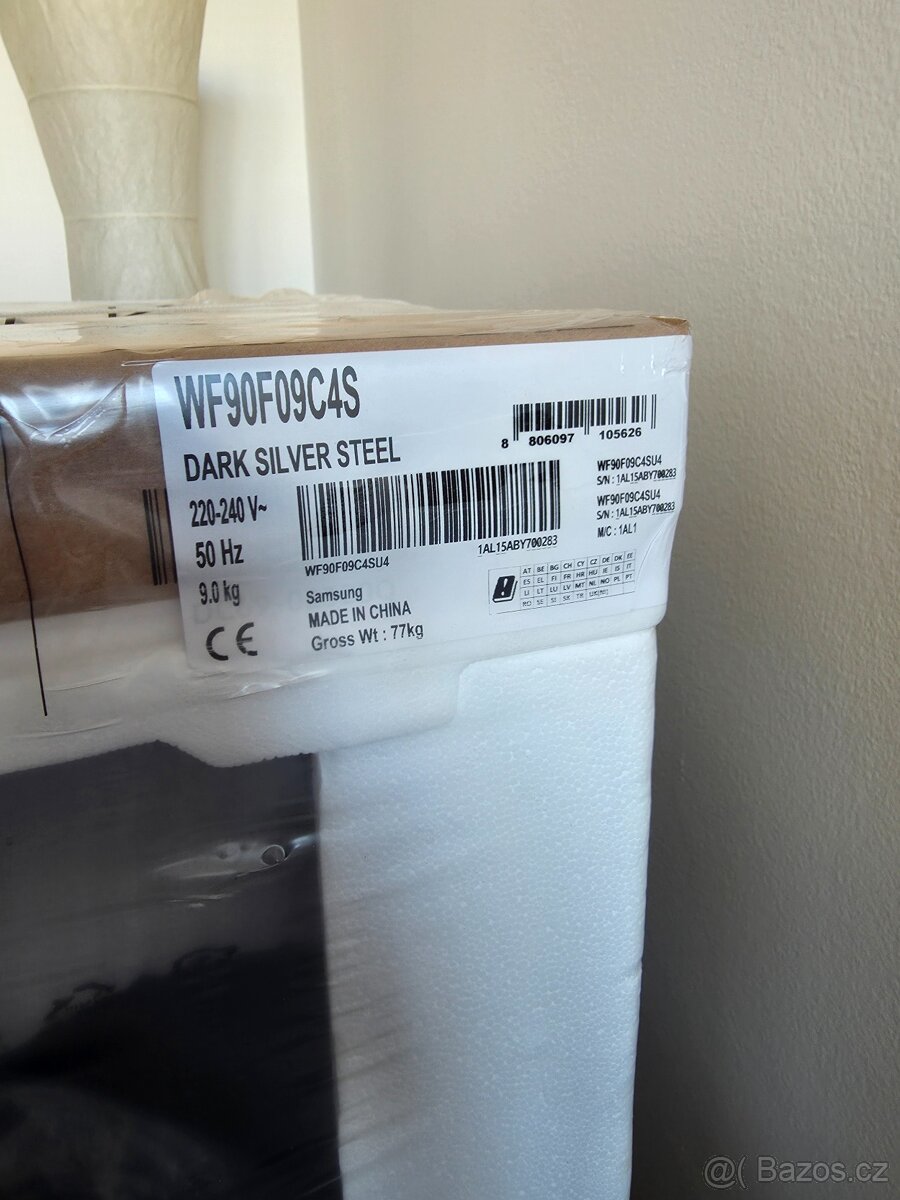 WF90F09C4S
DARK SILVER STEEL
220-240 V~
50 Hz
9.0 kg
8 806097 105626
WF90F09C4SU4
S/N : 1AL15ABY700283
WF90F09C4SU4
S/N : 1AL15ABY700283
M/C : 1AL1
1AL15ABY700283
WF90F09C4SU4
Samsung
MADE IN CHINA
Gross Wt : 77kg
CE
AT BE BG CH CY CZ DE DK EE
ES EL FI FR HR HU IE IS IT
LI LT LU LV MT NL NO PL PT
RO SE SI SK TR UK(NI)
@( Bazos.cz